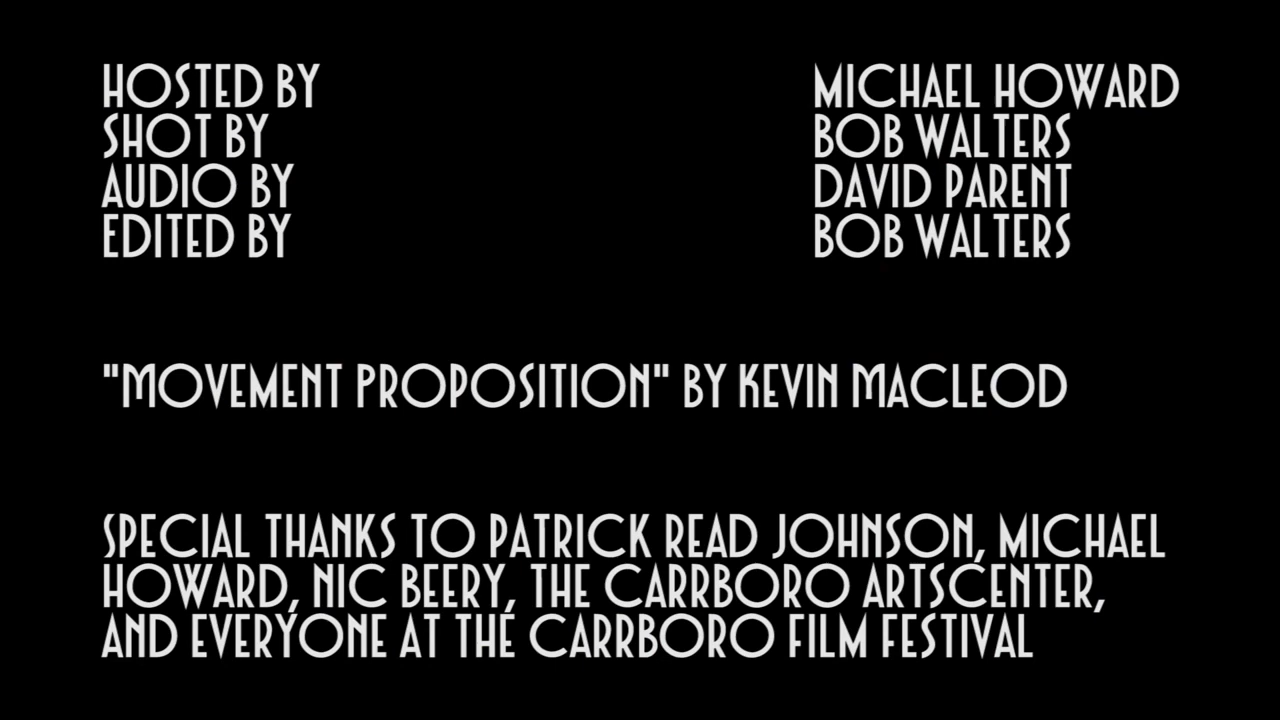 HOSTED BY MICHAEL HOWARD
SHOT BY BOB WALTERS
AUDIO BY DAVID PARENT
EDITED BY BOB WALTERS
"MOVEMENT PROPOSITION" BY KEVIN MACLEOD
SPECIAL THANKS TO PATRICK READ JOHNSON, MICHAEL
HOWARD, NIC BEERY, THE CARRBORO ARTSCENTER,
AND EVERYONE AT THE CARRBORO FILM FESTIVAL